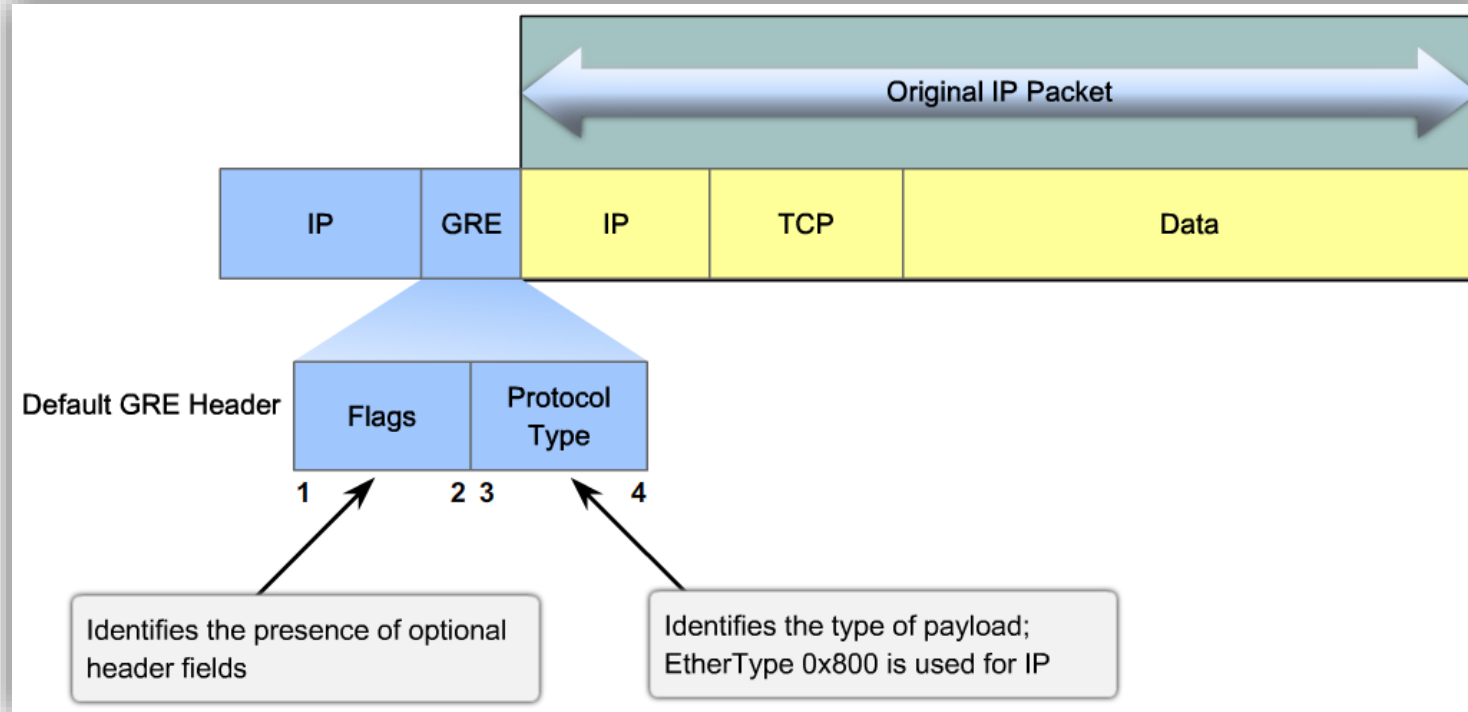 Original IP Packet
IP
GRE
IP
TCP
Data
Default GRE Header
Flags
Protocol
Type
1
2
3
4
Identifies the presence of optional
header fields
Identifies the type of payload;
EtherType 0x800 is used for IP